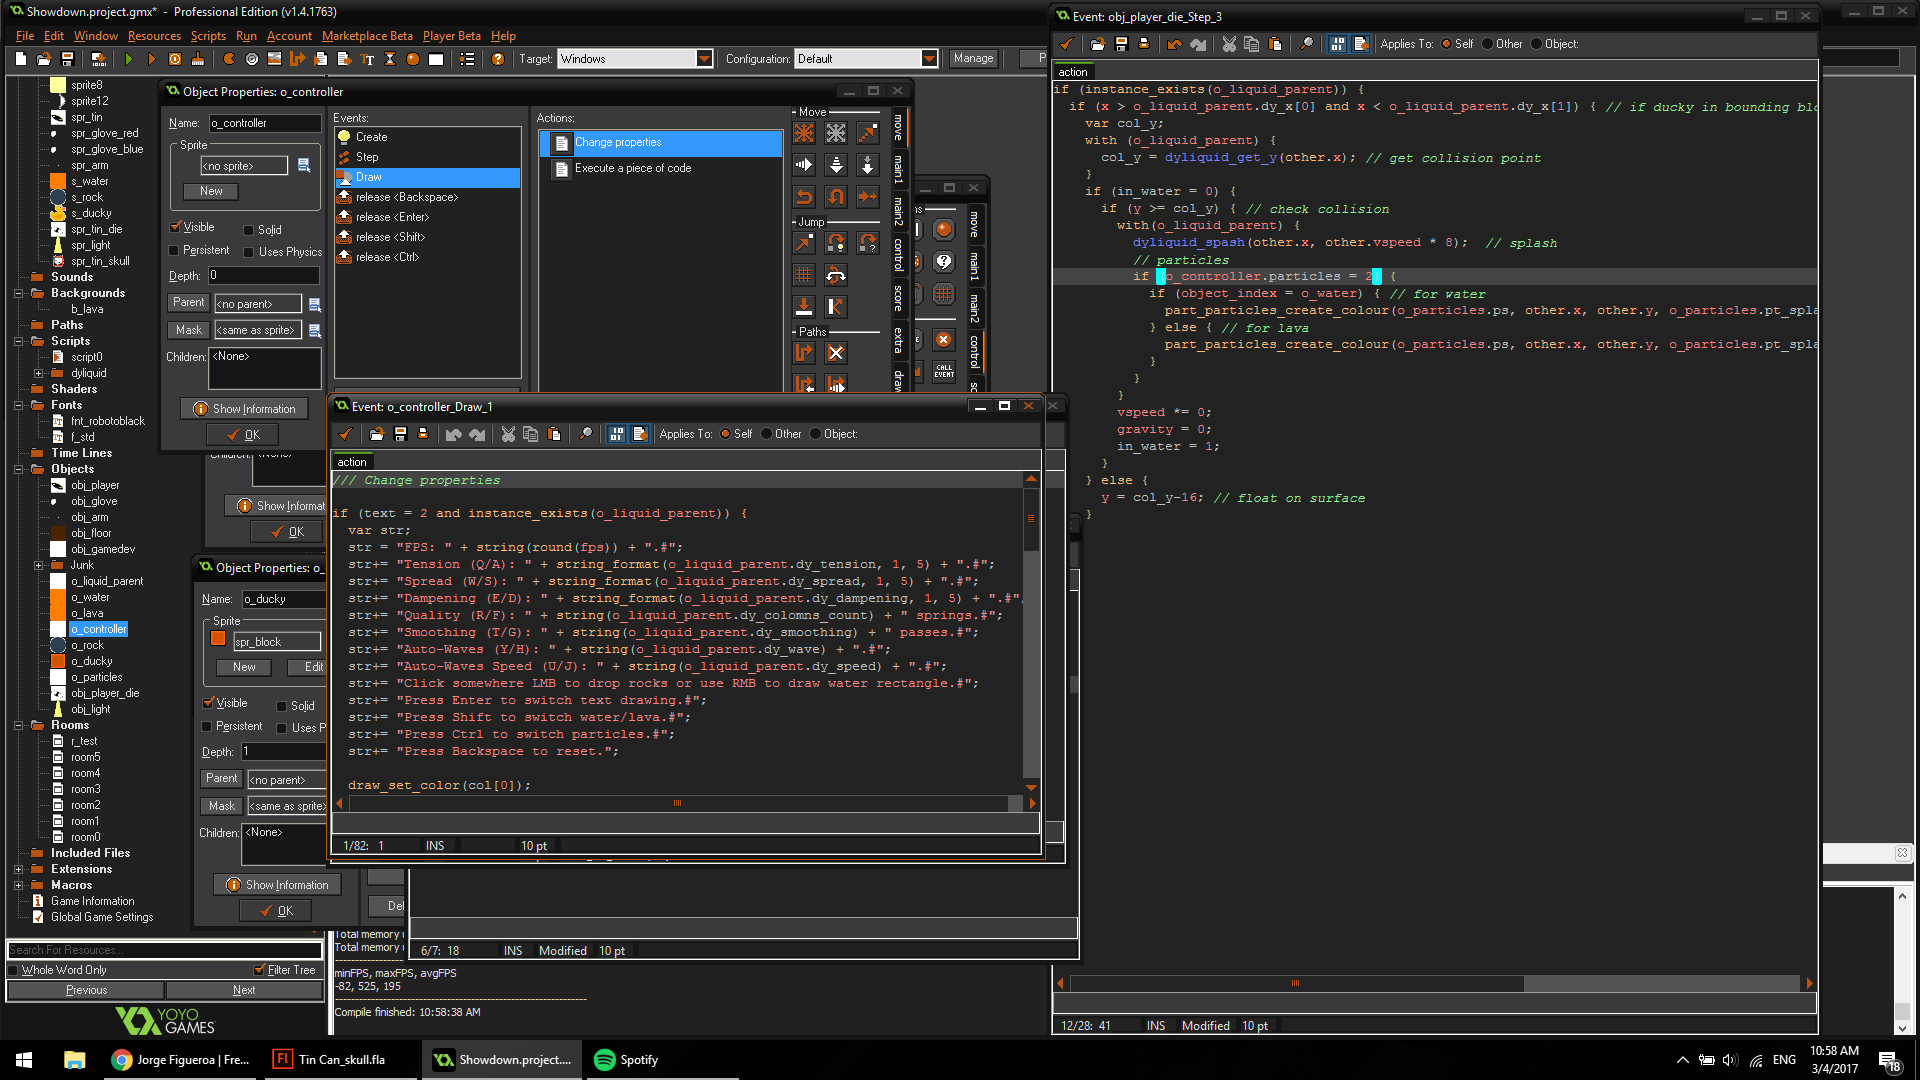 Showdown.project.gmx*  -  Professional Edition (v1.4.1763)
File Edit Window Resources Scripts Run Account Marketplace Beta Player Beta Help
Target: Windows Configuration: Default Manage
sprite8
sprite12
spr_tin
spr_glove_red
spr_glove_blue
spr_arm
s_water
s_rock
s_ducky
spr_tin_die
spr_light
spr_tin_skull
Sounds
Backgrounds
b_lava
Paths
Scripts
script0
dyliquid
Shaders
Fonts
fnt_robotoblack
f_std
Time Lines
Objects
obj_player
obj_glove
obj_arm
obj_floor
obj_gamedev
Junk
o_liquid_parent
o_water
o_lava
o_controller
o_rock
o_ducky
o_particles
obj_player_die
obj_light
Rooms
r_test
room5
room4
room3
room2
room1
room0
Included Files
Extensions
Macros
Game Information
Global Game Settings
Search For Resources...
Whole Word Only Filter Tree
Previous Next
YOYO
GAMES
Object Properties: o_controller
Name: o_controller
Sprite
<no sprite>
New
Visible Solid
Persistent Uses Physics
Depth: 0
Parent <no parent>
Mask <same as sprite>
Children: <None>
Show Information
OK
Events:
Create
Step
Draw
release <Backspace>
release <Enter>
release <Shift>
release <Ctrl>
Actions:
Change properties
Execute a piece of code
Move
Jump
Paths
move
main1
main2
control
score
extra
draw
move
main1
main2
control
CALL
EVENT
Show Informat
OK
Object Properties: o_
Name: o_ducky
Sprite
spr_block
New Edit
Visible Solid
Persistent Uses P
Depth: 1
Parent <no parent>
Mask <same as sprite>
Children: <None>
Show Information
OK
Event: o_controller_Draw_1
Applies To: Self Other Object:
action
/// Change properties
if (text = 2 and instance_exists(o_liquid_parent)) {
var str;
str = "FPS: " + string(round(fps)) + ".#";
str+= "Tension (Q/A): " + string_format(o_liquid_parent.dy_tension, 1, 5) + ".#";
str+= "Spread (W/S): " + string_format(o_liquid_parent.dy_spread, 1, 5) + ".#";
str+= "Dampening (E/D): " + string_format(o_liquid_parent.dy_dampening, 1, 5) + ".#"
str+= "Quality (R/F): " + string(o_liquid_parent.dy_colomns_count) + " springs.#";
str+= "Smoothing (T/G): " + string(o_liquid_parent.dy_smoothing) + " passes.#";
str+= "Auto-Waves (Y/H): " + string(o_liquid_parent.dy_wave) + ".#";
str+= "Auto-Waves Speed (U/J): " + string(o_liquid_parent.dy_speed) + ".#";
str+= "Click somewhere LMB to drop rocks or use RMB to draw water rectangle.#";
str+= "Press Enter to switch text drawing.#";
str+= "Press Shift to switch water/lava.#";
str+= "Press Ctrl to switch particles.#";
str+= "Press Backspace to reset.";
draw_set_color(col[0]);
1/82: 1 INS 10 pt
Del
6/7: 18 INS Modified 10 pt
Total memory
Total memory
minFPS, maxFPS, avgFPS
-82, 525, 195
Compile finished: 10:58:38 AM
Event: obj_player_die_Step_3
Applies To: Self Other Object:
action
if (instance_exists(o_liquid_parent)) {
if (x > o_liquid_parent.dy_x[0] and x < o_liquid_parent.dy_x[1]) { // if ducky in bounding blo
var col_y;
with (o_liquid_parent) {
col_y = dyliquid_get_y(other.x); // get collision point
}
if (in_water = 0) {
if (y >= col_y) { // check collision
with(o_liquid_parent) {
dyliquid_spash(other.x, other.vspeed * 8);  // splash
// particles
if (o_controller.particles = 2) {
if (object_index = o_water) { // for water
part_particles_create_colour(o_particles.ps, other.x, other.y, o_particles.pt_spla
} else { // for lava
part_particles_create_colour(o_particles.ps, other.x, other.y, o_particles.pt_spla
}
}
}
vspeed *= 0;
gravity = 0;
in_water = 1;
}
} else {
y = col_y-16; // float on surface
}
12/28: 41 INS Modified 10 pt
Jorge Figueroa | Fre...
Tin Can_skull.fla
Showdown.project....
Spotify
ENG
10:58 AM
3/4/2017
18